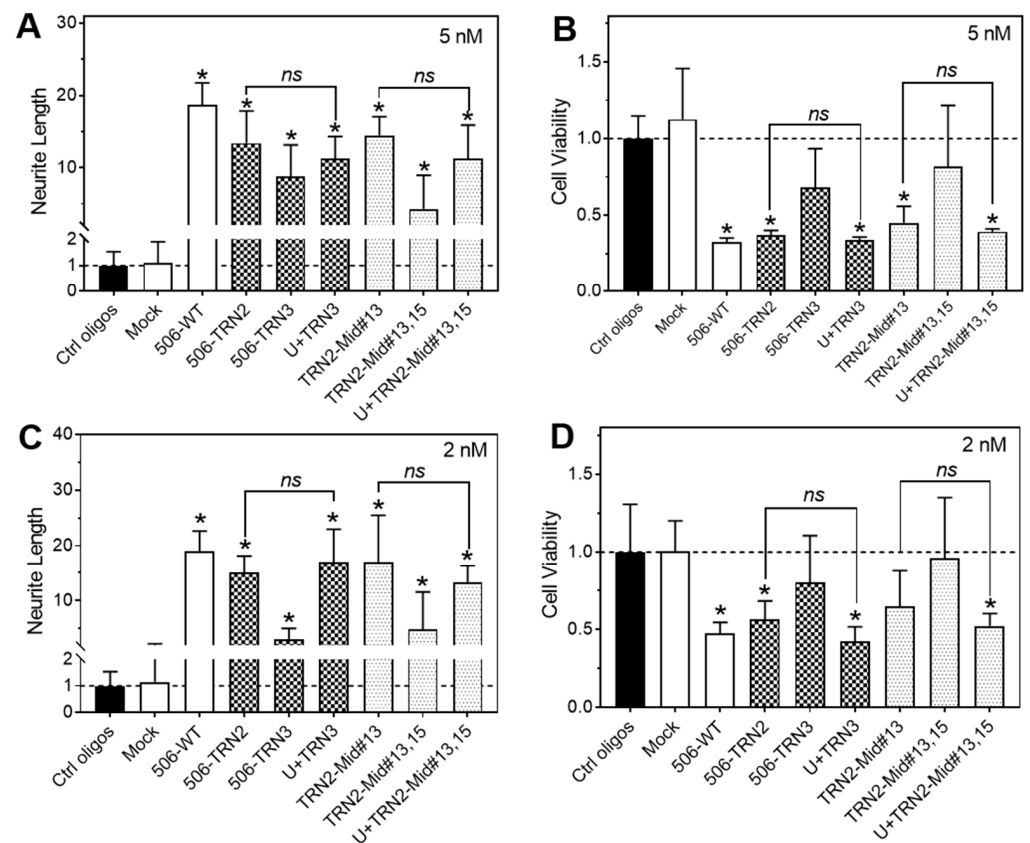 A
5 nM
Neurite Length
30
20
10
2
1
0
* * * * * * *
ns
ns
Ctrl oligos
Mock
506-WT
506-TRN2
506-TRN3
U+TRN3
TRN2-Mid#13
TRN2-Mid#13,15
U+TRN2-Mid#13,15
B
5 nM
Cell Viability
1.5
1.0
0.5
0.0
* * * * *
ns
ns
Ctrl oligos
Mock
506-WT
506-TRN2
506-TRN3
U+TRN3
TRN2-Mid#13
TRN2-Mid#13,15
U+TRN2-Mid#13,15
C
2 nM
Neurite Length
40
30
20
10
2
1
0
* * * * * * *
ns
ns
Ctrl oligos
Mock
506-WT
506-TRN2
506-TRN3
U+TRN3
TRN2-Mid#13
TRN2-Mid#13,15
U+TRN2-Mid#13,15
D
2 nM
Cell Viability
1.5
1.0
0.5
0.0
* * * *
ns
ns
Ctrl oligos
Mock
506-WT
506-TRN2
506-TRN3
U+TRN3
TRN2-Mid#13
TRN2-Mid#13,15
U+TRN2-Mid#13,15